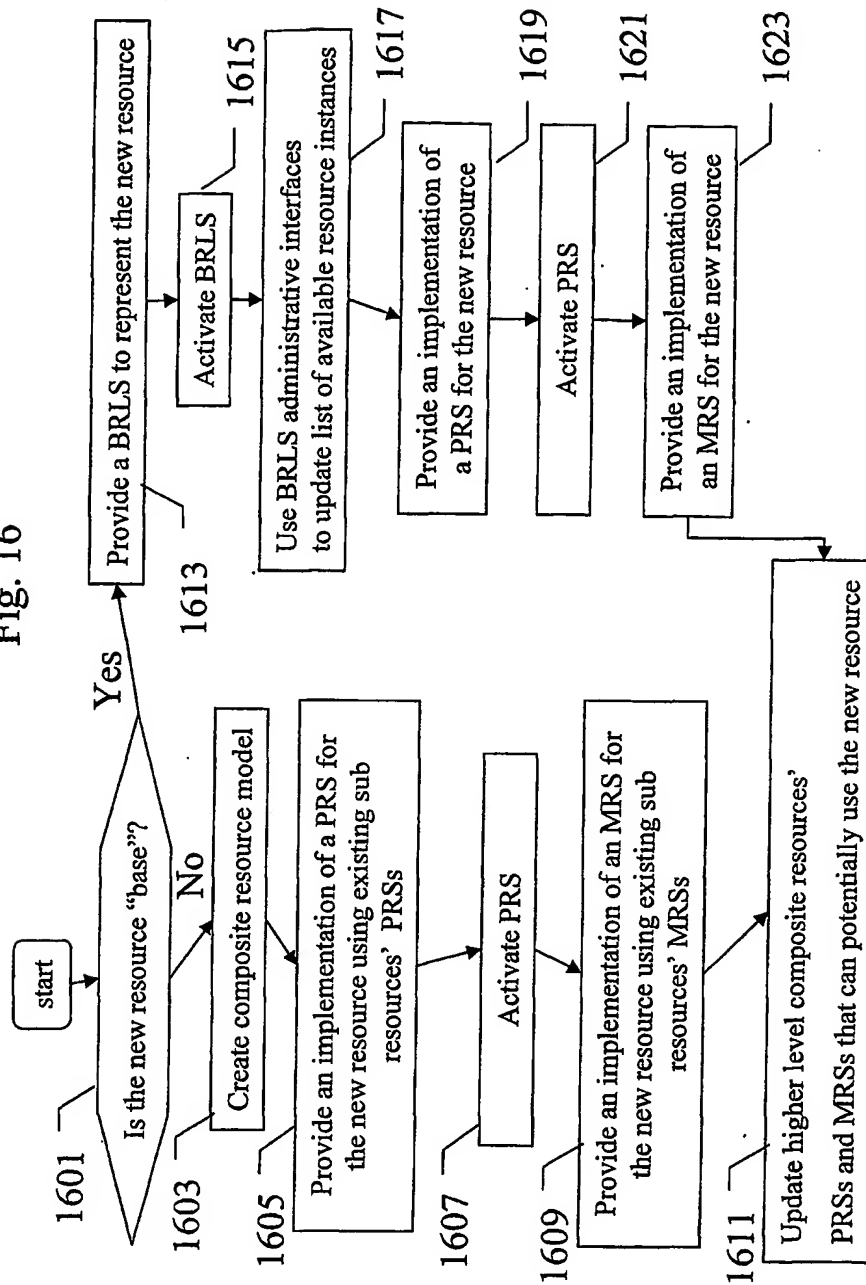 Fig. 16
start
1601
Is the new resource “base”?
Yes
No
1603
Create composite resource model
1605
Provide an implementation of a PRS for
the new resource using existing sub
resources’ PRSs
1607
Activate PRS
1609
Provide an implementation of an MRS for
the new resource using existing sub
resources’ MRSs
1611
Update higher level composite resources’
PRSs and MRSs that can potentially use the new resource
Provide a BRLS to represent the new resource
1613
Activate BRLS
1615
Use BRLS administrative interfaces
to update list of available resource instances
1617
Provide an implementation of
a PRS for the new resource
1619
Activate PRS
1621
Provide an implementation of
an MRS for the new resource
1623